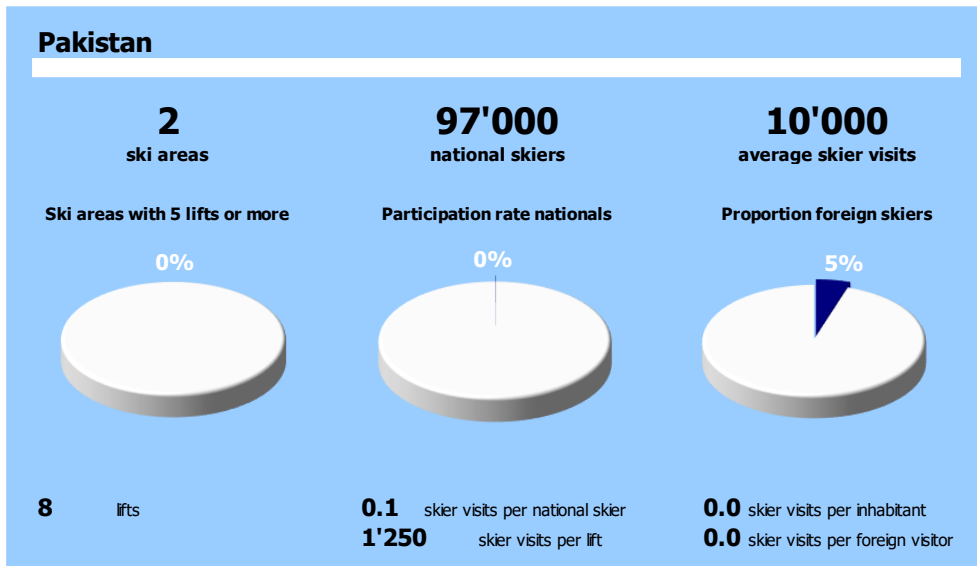 Pakistan
2
ski areas
97'000
national skiers
10'000
average skier visits
Ski areas with 5 lifts or more
Participation rate nationals
Proportion foreign skiers
0%
0%
5%
8 lifts
0.1 skier visits per national skier
1'250 skier visits per lift
0.0 skier visits per inhabitant
0.0 skier visits per foreign visitor